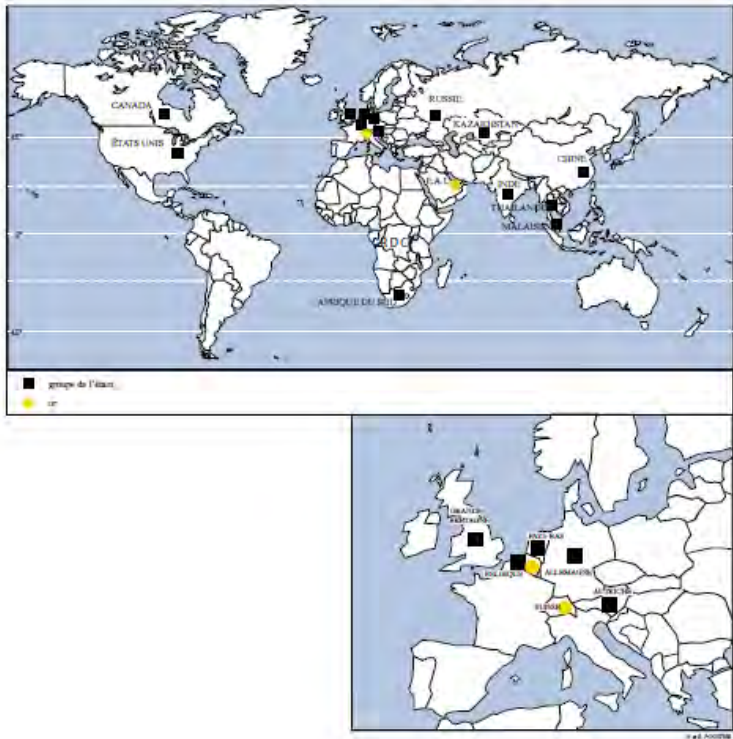 CANADA
ÉTATS UNIS
RUSSIE
KAZAKHSTAN
CHINE
INDE
THAILANDE
MALAISIE
RDC
AFRIQUE DU SUD
groupe de l'étain
or
GRANDE-
BRETAGNE
PAYS-BAS
BELGIQUE
ALLEMAGNE
AUTRICHE
SUISSE